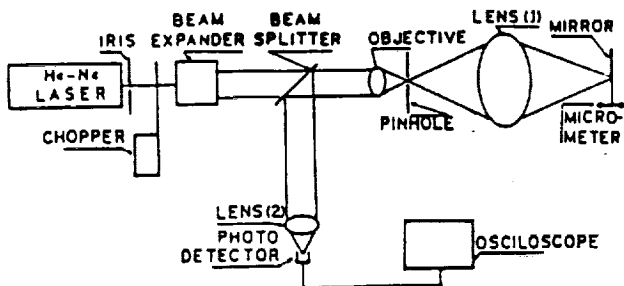 BEAM
EXPANDER
IRIS
BEAM
SPLITTER
OBJECTIVE
LENS(1)
MIRROR
He-Ne
LASER
CHOPPER
PINHOLE
MICRO-
METER
LENS(2)
PHOTO
DETECTOR
OSCILOSCOPE